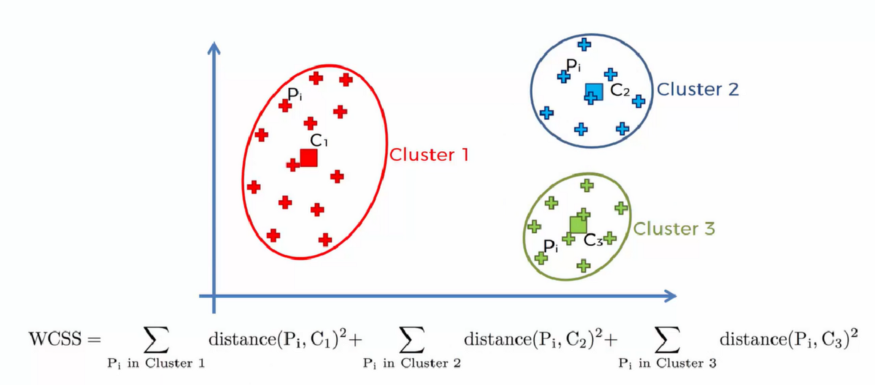 Pᵢ
C₁
Cluster 1
Pᵢ
C₂
Cluster 2
Pᵢ
C₃
Cluster 3
WCSS = ∑ distance(Pᵢ, C₁)² + ∑ distance(Pᵢ, C₂)² + ∑ distance(Pᵢ, C₃)²
Pᵢ in Cluster 1 Pᵢ in Cluster 2 Pᵢ in Cluster 3